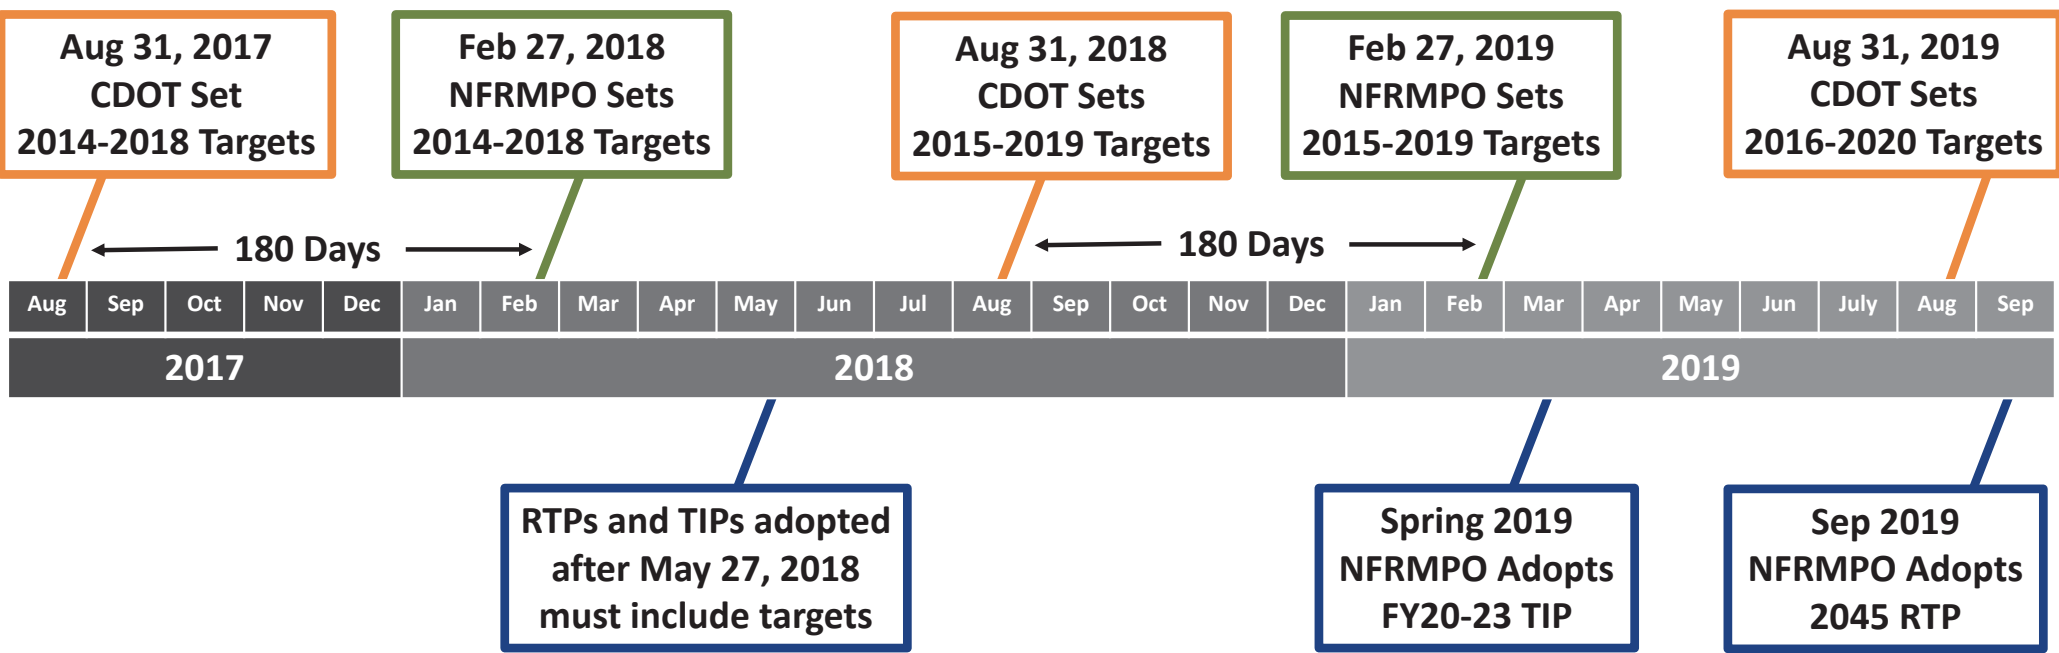 Aug 31, 2017
CDOT Set
2014-2018 Targets
Feb 27, 2018
NFRMPO Sets
2014-2018 Targets
Aug 31, 2018
CDOT Sets
2015-2019 Targets
Feb 27, 2019
NFRMPO Sets
2015-2019 Targets
Aug 31, 2019
CDOT Sets
2016-2020 Targets
180 Days
180 Days
Aug Sep Oct Nov Dec Jan Feb Mar Apr May Jun Jul Aug Sep Oct Nov Dec Jan Feb Mar Apr May Jun July Aug Sep
2017 2018 2019
RTPs and TIPs adopted
after May 27, 2018
must include targets
Spring 2019
NFRMPO Adopts
FY20-23 TIP
Sep 2019
NFRMPO Adopts
2045 RTP